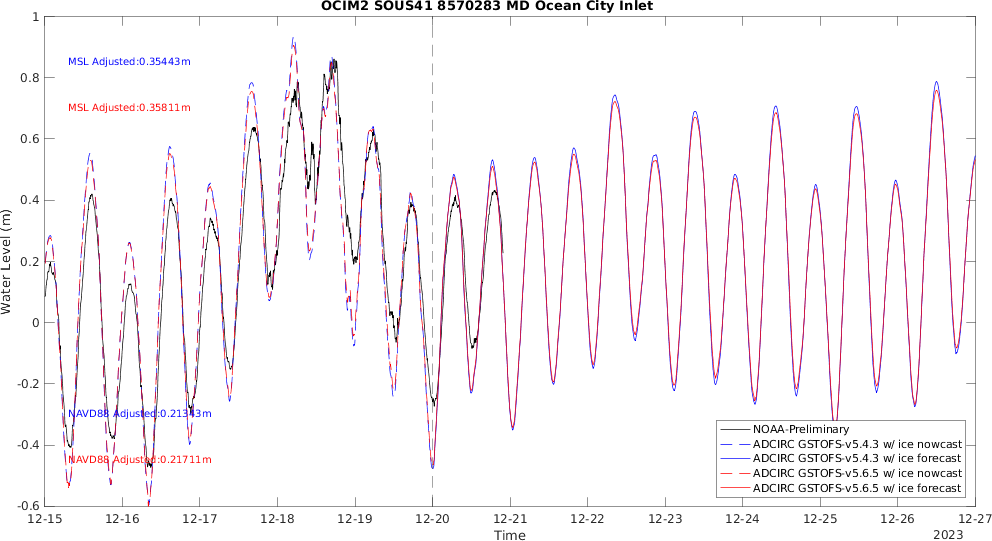 OCIM2 SOUS41 8570283 MD Ocean City Inlet
Water Level (m)
1
0.8
0.6
0.4
0.2
0
-0.2
-0.4
-0.6
MSL Adjusted:0.35443m
MSL Adjusted:0.35811m
NAVD88 Adjusted:0.21343m
NAVD88 Adjusted:0.21711m
NOAA-Preliminary
ADCIRC GSTOFS-v5.4.3 w/ ice nowcast
ADCIRC GSTOFS-v5.4.3 w/ ice forecast
ADCIRC GSTOFS-v5.6.5 w/ ice nowcast
ADCIRC GSTOFS-v5.6.5 w/ ice forecast
12-15 12-16 12-17 12-18 12-19 12-20 12-21 12-22 12-23 12-24 12-25 12-26 12-27
Time
2023